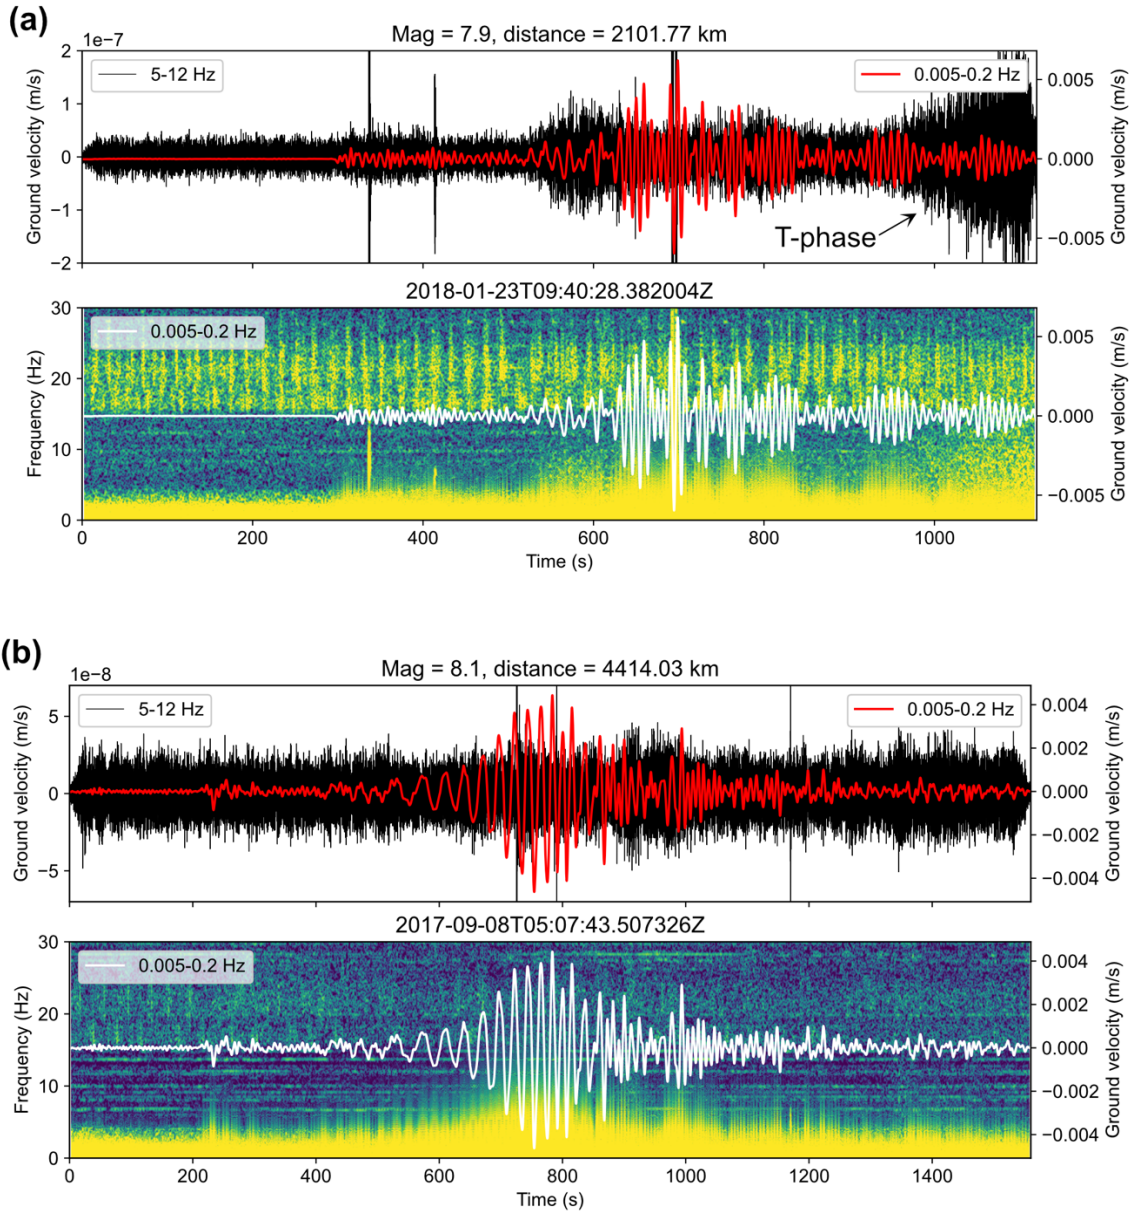 (a)
Mag = 7.9, distance = 2101.77 km
1e−7
5-12 Hz
0.005-0.2 Hz
Ground velocity (m/s)
2
1
0
−1
−2
0.005
0.000
−0.005
Ground velocity (m/s)
T-phase
2018-01-23T09:40:28.382004Z
0.005-0.2 Hz
Frequency (Hz)
30
20
10
0
0.005
0.000
−0.005
Ground velocity (m/s)
0 200 400 600 800 1000
Time (s)
(b)
Mag = 8.1, distance = 4414.03 km
1e−8
5-12 Hz
0.005-0.2 Hz
Ground velocity (m/s)
5
0
−5
0.004
0.002
0.000
−0.002
−0.004
Ground velocity (m/s)
2017-09-08T05:07:43.507326Z
0.005-0.2 Hz
Frequency (Hz)
30
20
10
0
0.004
0.002
0.000
−0.002
−0.004
Ground velocity (m/s)
0 200 400 600 800 1000 1200 1400
Time (s)